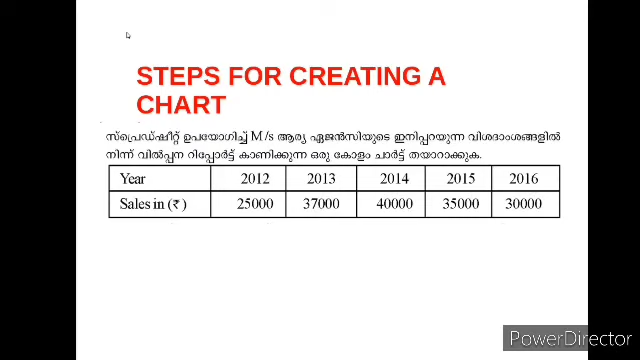 STEPS FOR CREATING A
CHART
സ്പ്രെഡ്ഷീറ്റ് ഉപയോഗിച്ച് M/s ആര്യ ഏജൻസിയുടെ ഇനിപ്പറയുന്ന വിശദാംശങ്ങളിൽ
നിന്ന് വിൽപ്പന റിപ്പോർട്ട് കാണിക്കുന്ന ഒരു കോളം ചാർട്ട് തയാറാക്കുക.
Year 2012 2013 2014 2015 2016
Sales in (₹) 25000 37000 40000 35000 30000
PowerDirector